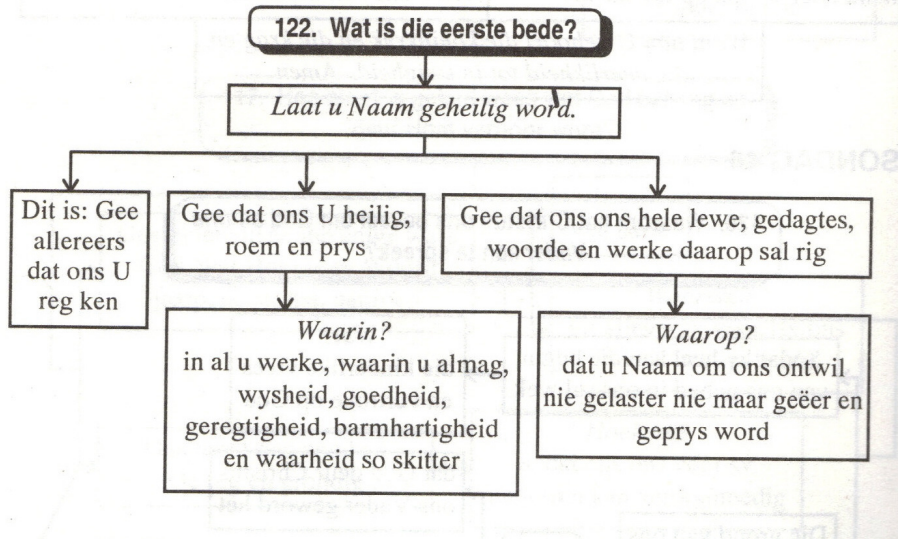 122. Wat is die eerste bede?
Laat u Naam geheilig word.
Dit is: Gee
allereers
dat ons U
reg ken
Gee dat ons U heilig,
roem en prys
Gee dat ons ons hele lewe, gedagtes,
woorde en werke daarop sal rig
Waarin?
in al u werke, waarin u almag,
wysheid, goedheid,
geregtigheid, barmhartigheid
en waarheid so skitter
Waarop?
dat u Naam om ons ontwil
nie gelaster nie maar geëer en
geprys word